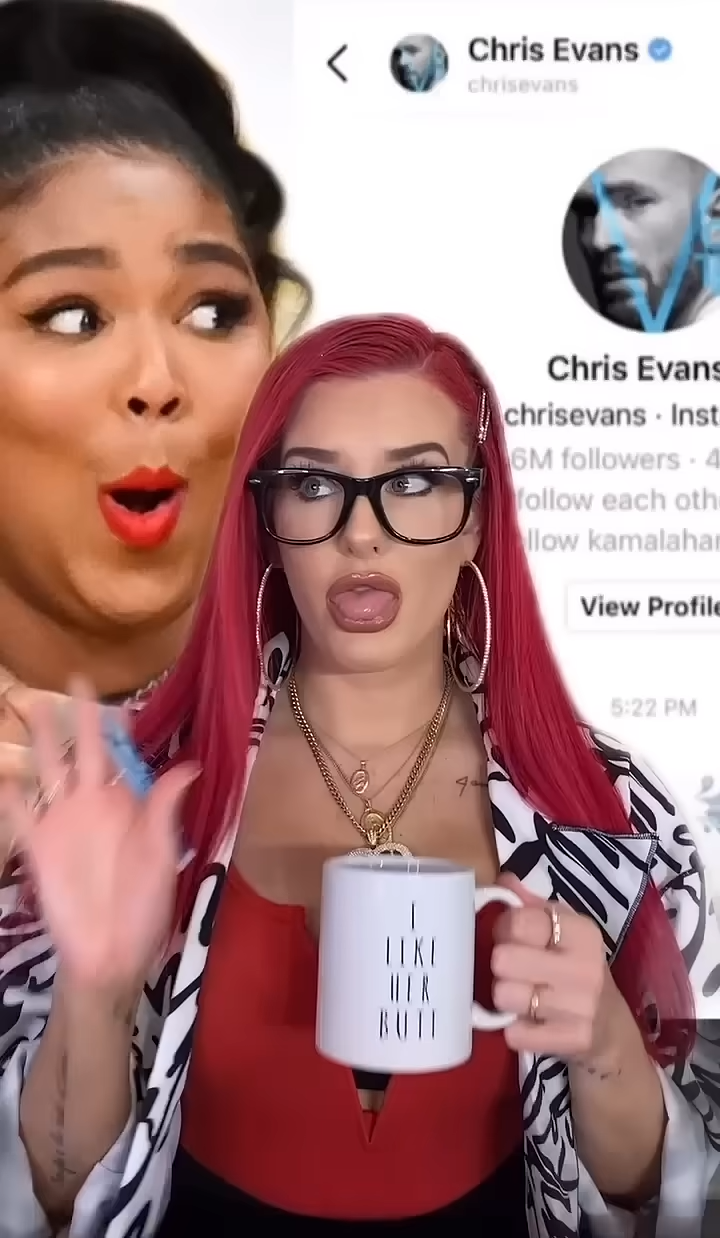 Chris Evans
chrisevans
Chris Evans
chrisevans · Inst
6M followers · 4
follow each oth
llow kamalahar
View Profile
5:22 PM
I
LIKE
HER
BUTT